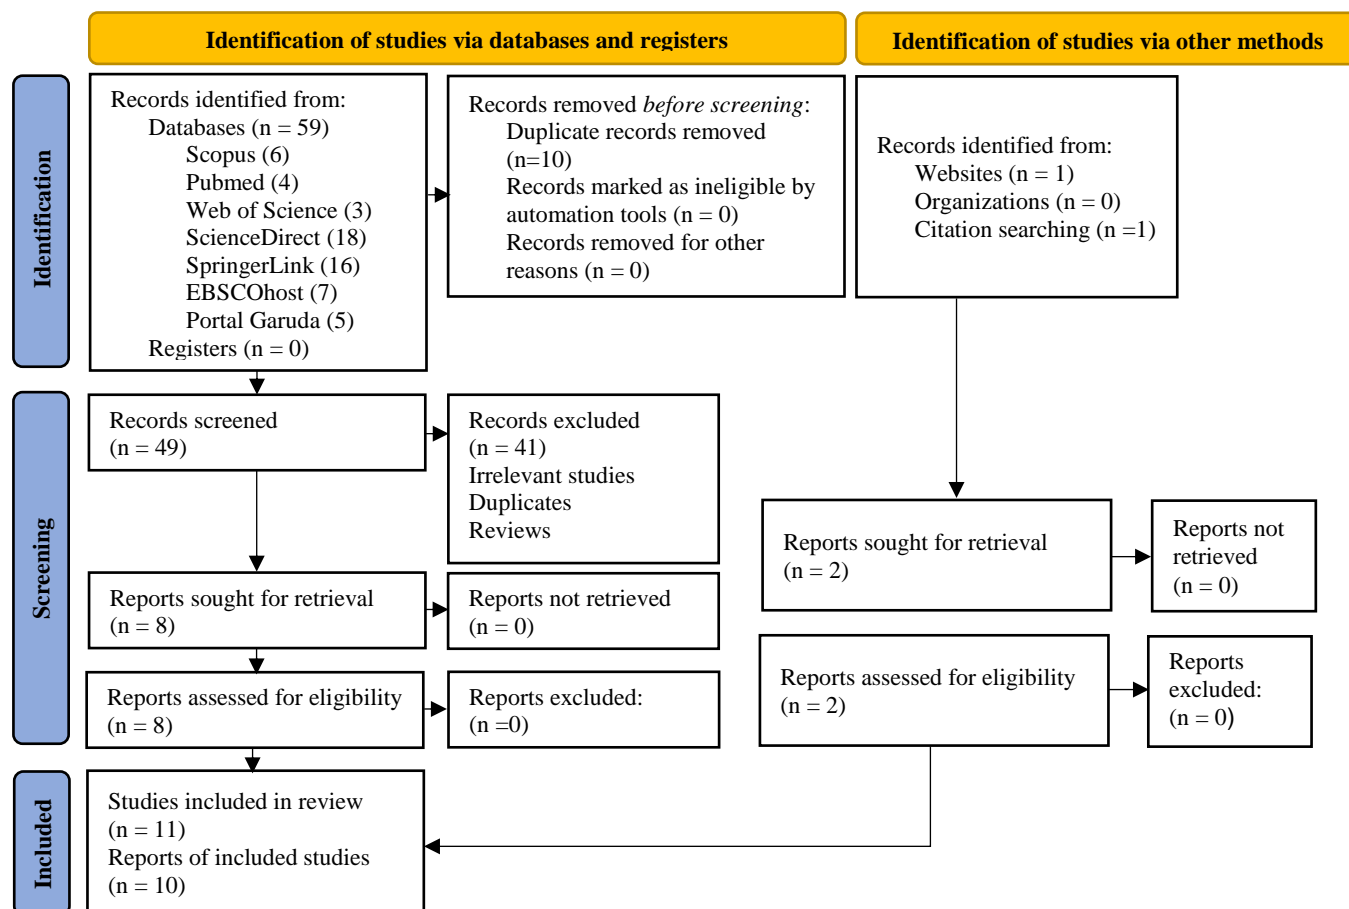 Identification of studies via databases and registers
Identification of studies via other methods
Identification
Records identified from:
Databases (n = 59)
Scopus (6)
Pubmed (4)
Web of Science (3)
ScienceDirect (18)
SpringerLink (16)
EBSCOhost (7)
Portal Garuda (5)
Registers (n = 0)
Records removed before screening:
Duplicate records removed
(n=10)
Records marked as ineligible by
automation tools (n = 0)
Records removed for other
reasons (n = 0)
Records identified from:
Websites (n = 1)
Organizations (n = 0)
Citation searching (n =1)
Screening
Records screened
(n = 49)
Records excluded
(n = 41)
Irrelevant studies
Duplicates
Reviews
Reports sought for retrieval
(n = 8)
Reports not retrieved
(n = 0)
Reports sought for retrieval
(n = 2)
Reports not
retrieved
(n = 0)
Reports assessed for eligibility
(n = 8)
Reports excluded:
(n =0)
Reports assessed for eligibility
(n = 2)
Reports
excluded:
(n = 0)
Included
Studies included in review
(n = 11)
Reports of included studies
(n = 10)